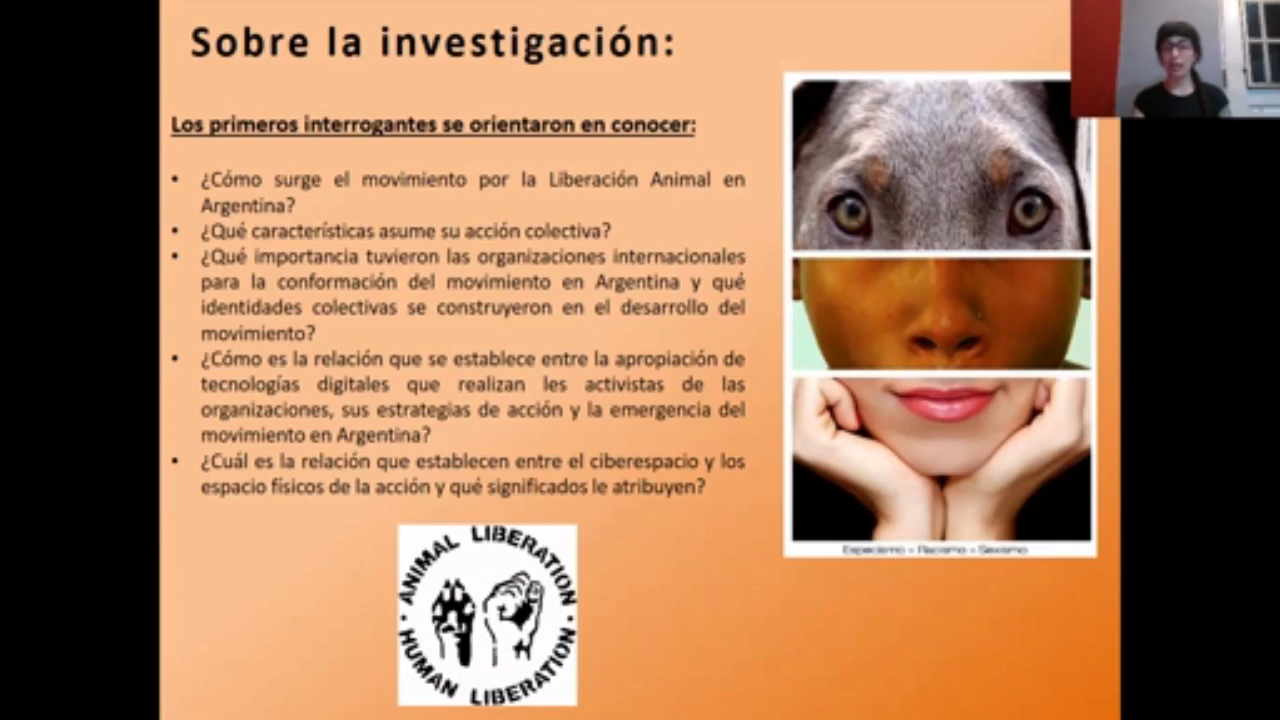 Sobre la investigación:
Los primeros interrogantes se orientaron en conocer:
• ¿Cómo surge el movimiento por la Liberación Animal en
Argentina?
• ¿Qué características asume su acción colectiva?
• ¿Qué importancia tuvieron las organizaciones internacionales
para la conformación del movimiento en Argentina y qué
identidades colectivas se construyeron en el desarrollo del
movimiento?
• ¿Cómo es la relación que se establece entre la apropiación de
tecnologías digitales que realizan les activistas de las
organizaciones, sus estrategias de acción y la emergencia del
movimiento en Argentina?
• ¿Cuál es la relación que establecen entre el ciberespacio y los
espacio físicos de la acción y qué significados le atribuyen?
Especismo = Racismo = Sexismo
· ANIMAL LIBERATION ·
HUMAN LIBERATION